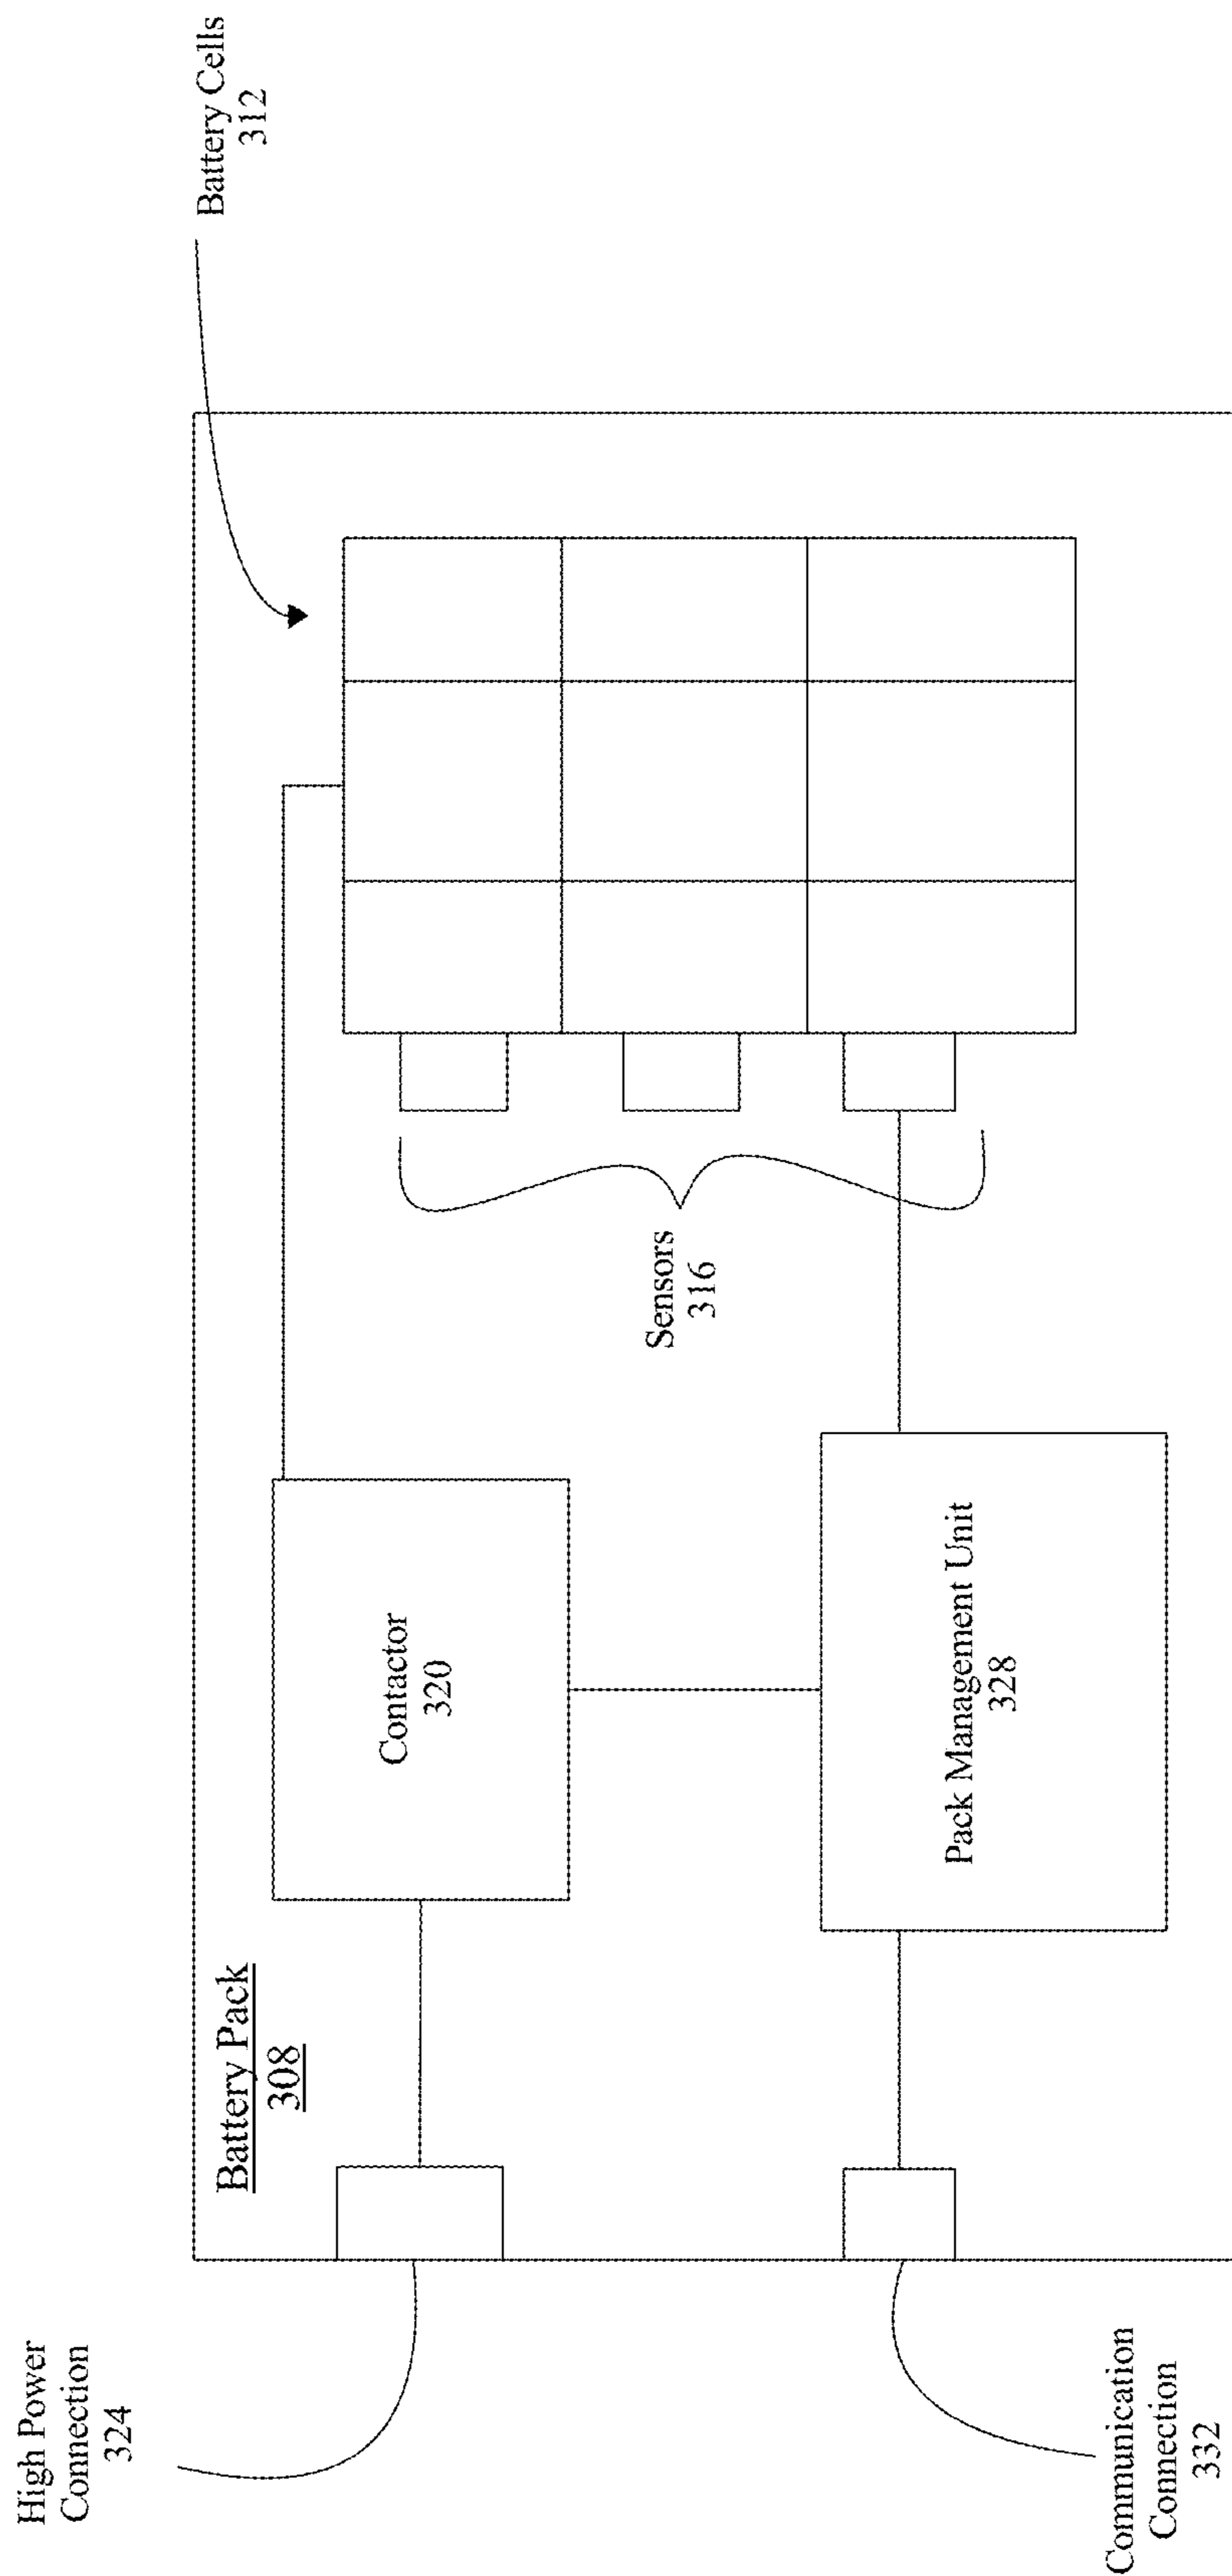 Battery Cells
312
High Power
Connection
324
Battery Pack
308
Contactor
320
Sensors
316
Pack Management Unit
328
Communication
Connection
332